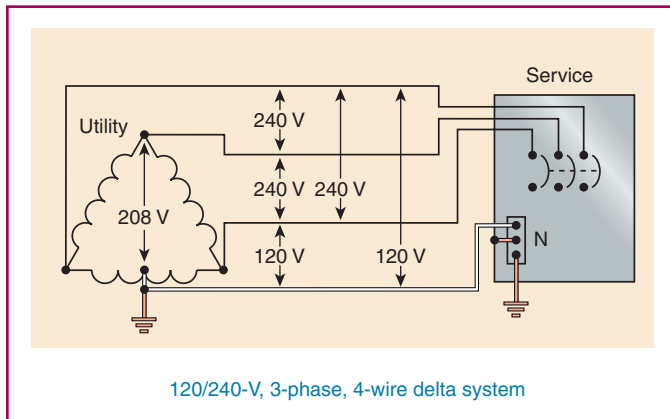 Service
Utility
240 V
240 V
240 V
208 V
120 V
120 V
N
120/240-V, 3-phase, 4-wire delta system